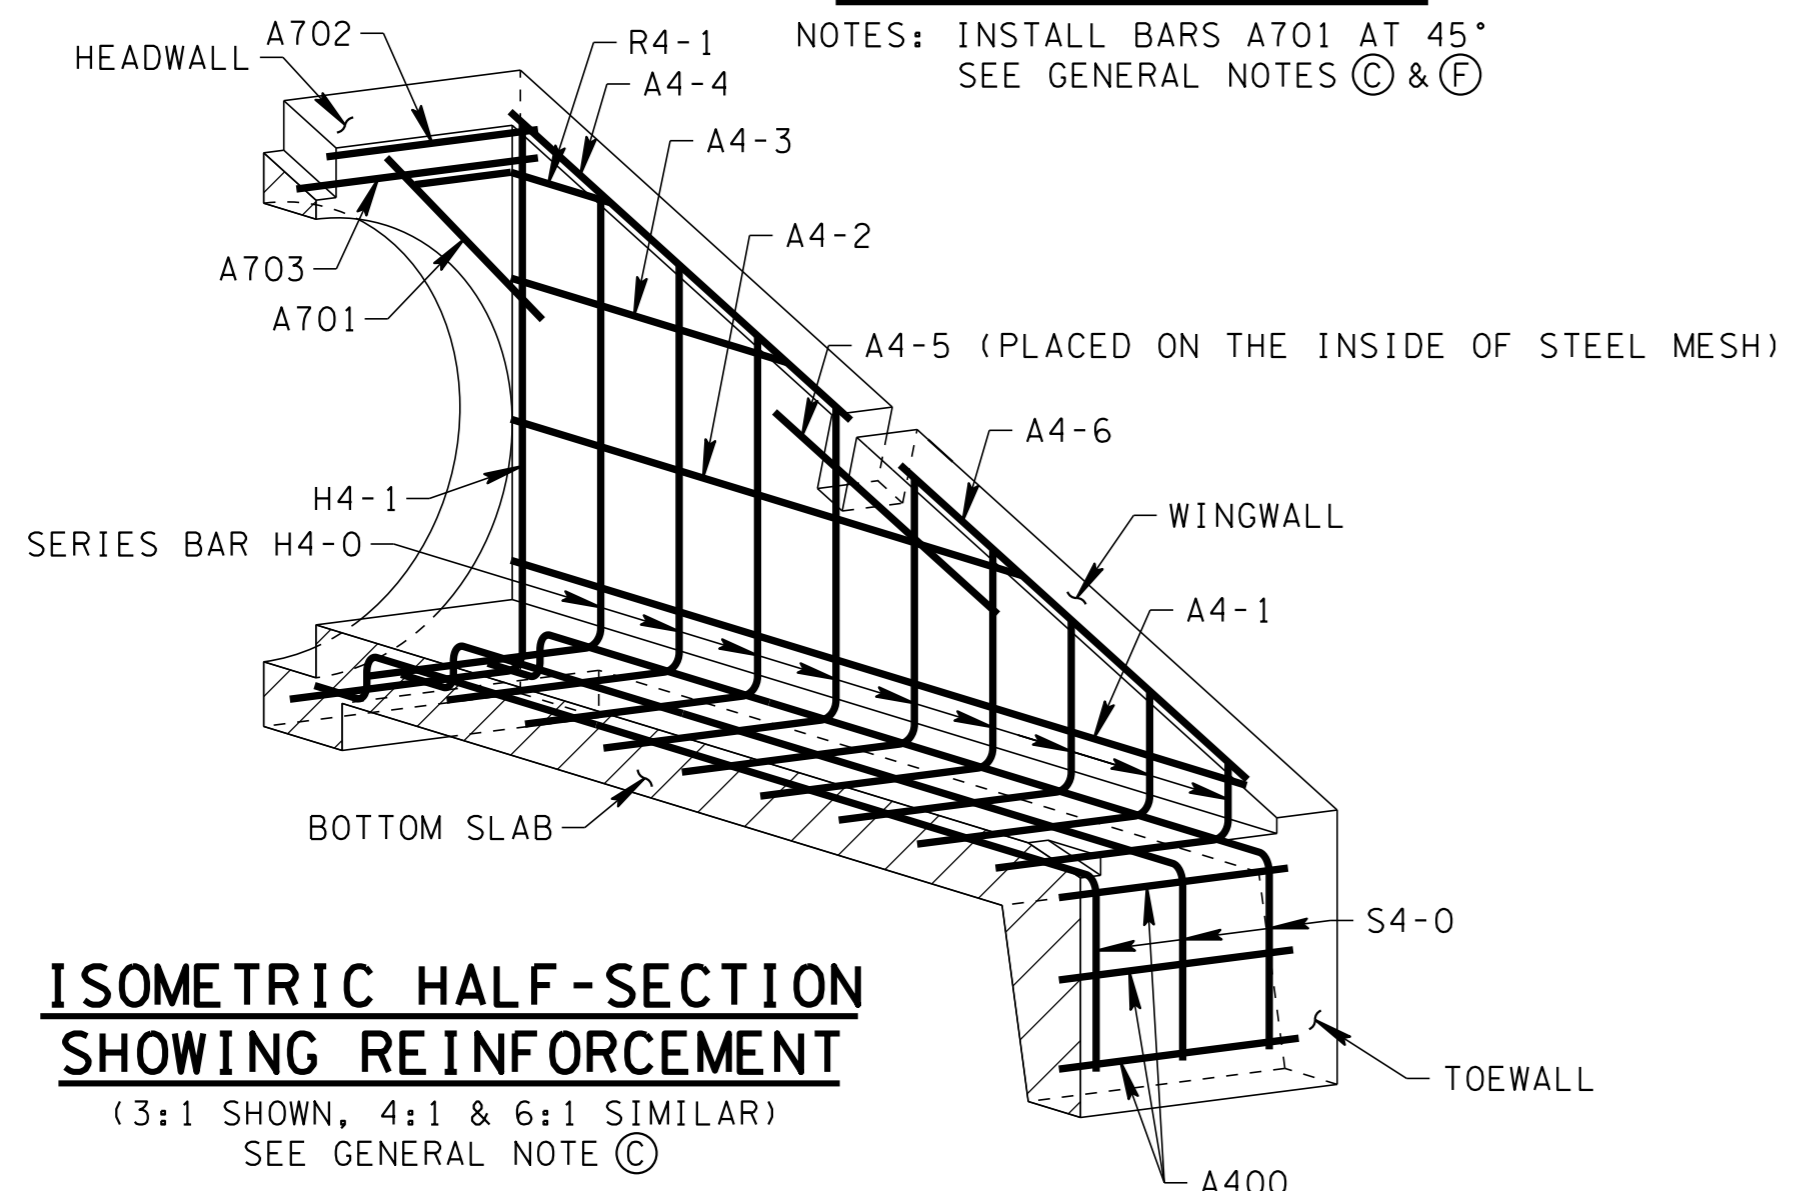 NOTES: INSTALL BARS A701 AT 45°
SEE GENERAL NOTES Ⓒ & Ⓕ
A702
HEADWALL
R4-1
A4-4
A4-3
A4-2
A703
A701
A4-5 (PLACED ON THE INSIDE OF STEEL MESH)
A4-6
H4-1
WINGWALL
SERIES BAR H4-0
A4-1
BOTTOM SLAB
S4-0
ISOMETRIC HALF-SECTION
SHOWING REINFORCEMENT
(3:1 SHOWN, 4:1 & 6:1 SIMILAR)
SEE GENERAL NOTE Ⓒ
TOEWALL
A400